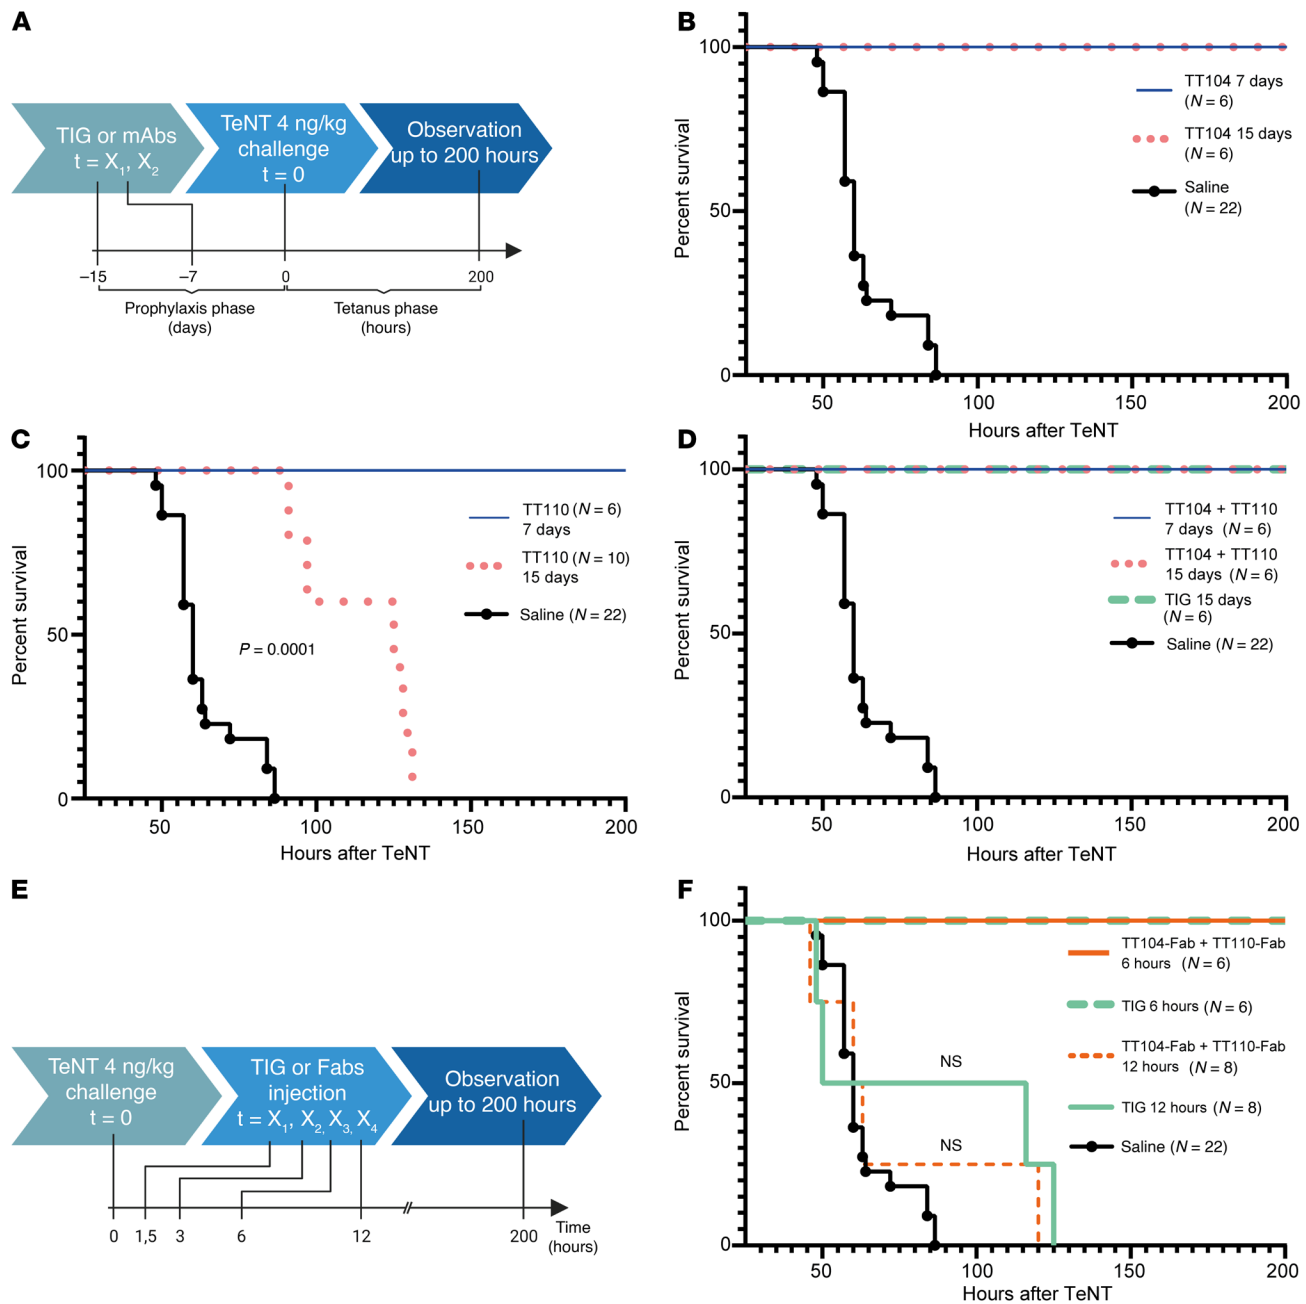 A
TIG or mAbs
t = X1, X2
TeNT 4 ng/kg
challenge
t = 0
Observation
up to 200 hours
–15
–7
0
200
Prophylaxis phase
(days)
Tetanus phase
(hours)
B
Percent survival
100
50
0
50
100
150
200
Hours after TeNT
TT104 7 days
(N = 6)
TT104 15 days
(N = 6)
Saline
(N = 22)
C
Percent survival
100
50
0
50
100
150
200
Hours after TeNT
P = 0.0001
TT110 (N = 6)
7 days
TT110 (N = 10)
15 days
Saline (N = 22)
D
Percent survival
100
50
0
50
100
150
200
Hours after TeNT
TT104 + TT110
7 days (N = 6)
TT104 + TT110
15 days (N = 6)
TIG 15 days
(N = 6)
Saline (N = 22)
E
TeNT 4 ng/kg
challenge
t = 0
TIG or Fabs
injection
t = X1, X2, X3, X4
Observation
up to 200 hours
0
1,5
3
6
12
200
Time
(hours)
F
Percent survival
100
50
0
50
100
150
200
Hours after TeNT
NS
NS
TT104-Fab + TT110-Fab
6 hours (N = 6)
TIG 6 hours (N = 6)
TT104-Fab + TT110-Fab
12 hours (N = 8)
TIG 12 hours (N = 8)
Saline (N = 22)